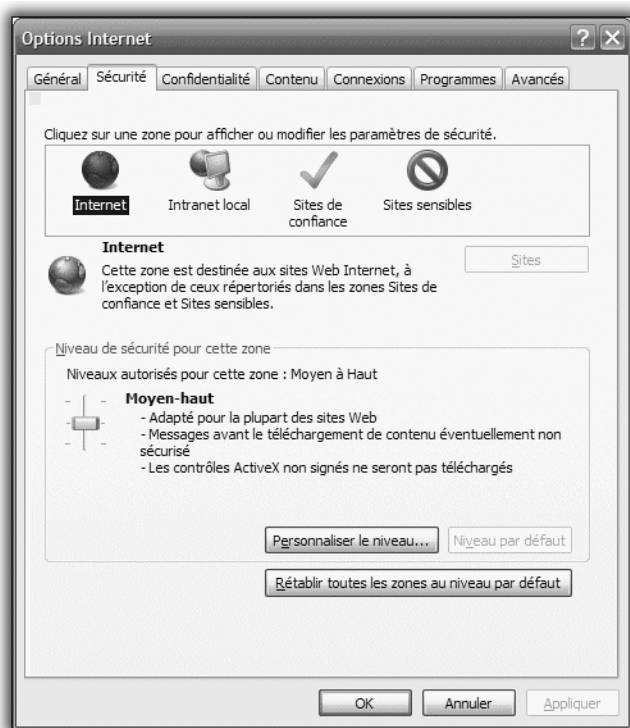 Options Internet
Général Sécurité Confidentialité Contenu Connexions Programmes Avancés
Cliquez sur une zone pour afficher ou modifier les paramètres de sécurité.
Internet Intranet local Sites de confiance Sites sensibles
Internet
Sites
Cette zone est destinée aux sites Web Internet, à
l'exception de ceux répertoriés dans les zones Sites de
confiance et Sites sensibles.
Niveau de sécurité pour cette zone
Niveaux autorisés pour cette zone : Moyen à Haut
Moyen-haut
- Adapté pour la plupart des sites Web
- Messages avant le téléchargement de contenu éventuellement non
sécurisé
- Les contrôles ActiveX non signés ne seront pas téléchargés
Personnaliser le niveau... Niveau par défaut
Rétablir toutes les zones au niveau par défaut
OK Annuler Appliquer